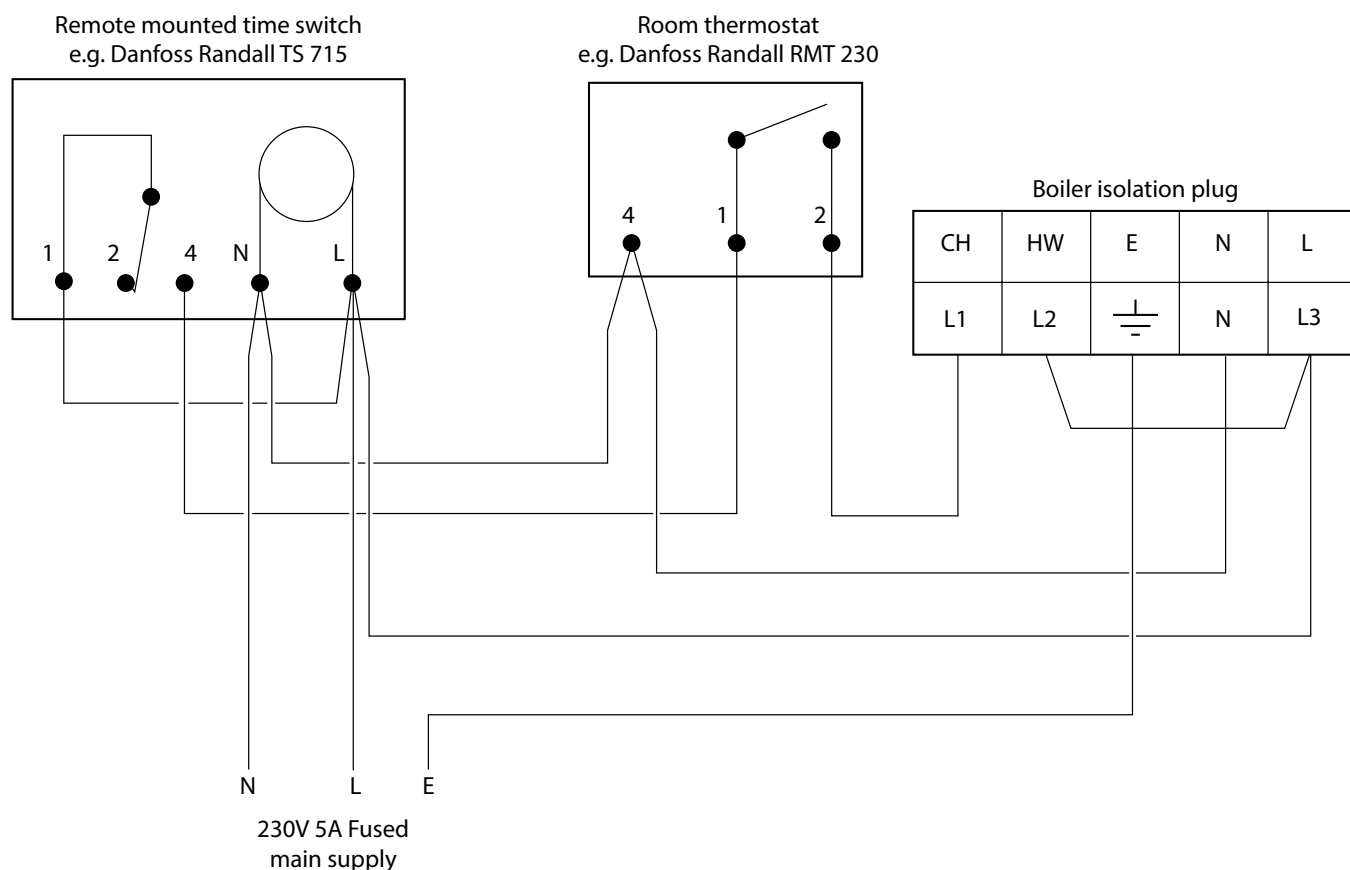 Remote mounted time switch
e.g. Danfoss Randall TS 715
1 2 4 N L
Room thermostat
e.g. Danfoss Randall RMT 230
4 1 2
Boiler isolation plug
CH HW E N L
L1 L2 N L3
N L E
230V 5A Fused
main supply